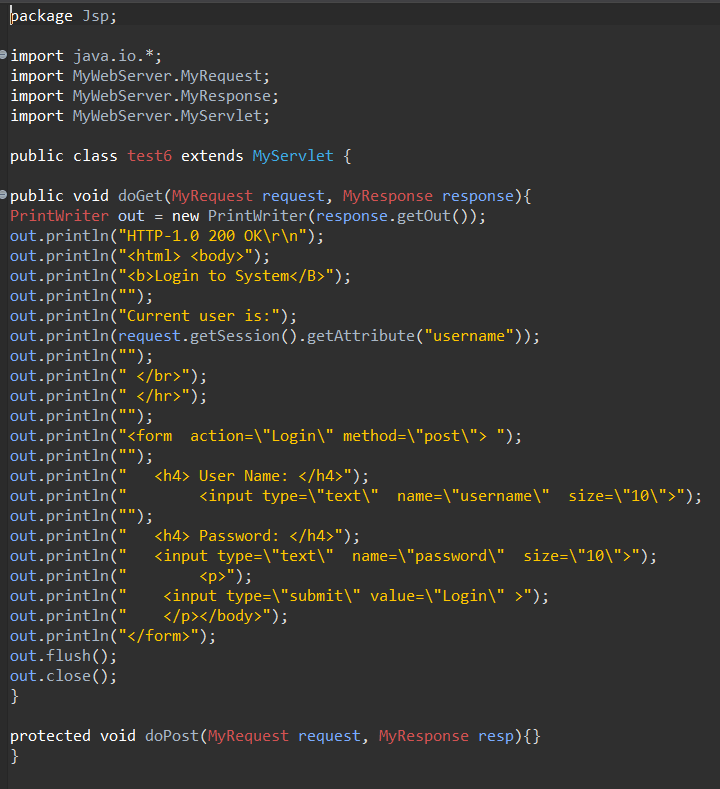 package Jsp;
import java.io.*;
import MyWebServer.MyRequest;
import MyWebServer.MyResponse;
import MyWebServer.MyServlet;
public class test6 extends MyServlet {
public void doGet(MyRequest request, MyResponse response){
PrintWriter out = new PrintWriter(response.getOut());
out.println("HTTP-1.0 200 OK\r\n");
out.println("<html> <body>");
out.println("<b>Login to System</B>");
out.println("");
out.println("Current user is:");
out.println(request.getSession().getAttribute("username"));
out.println("");
out.println(" </br>");
out.println(" </hr>");
out.println("");
out.println("<form  action=\"Login\" method=\"post\"> ");
out.println("");
out.println("   <h4> User Name: </h4>");
out.println("        <input type=\"text\"  name=\"username\"  size=\"10\">");
out.println("");
out.println("   <h4> Password: </h4>");
out.println("   <input type=\"text\"  name=\"password\"  size=\"10\">");
out.println("        <p>");
out.println("    <input type=\"submit\" value=\"Login\" >");
out.println("    </p></body>");
out.println("</form>");
out.flush();
out.close();
}
protected void doPost(MyRequest request, MyResponse resp){}
}